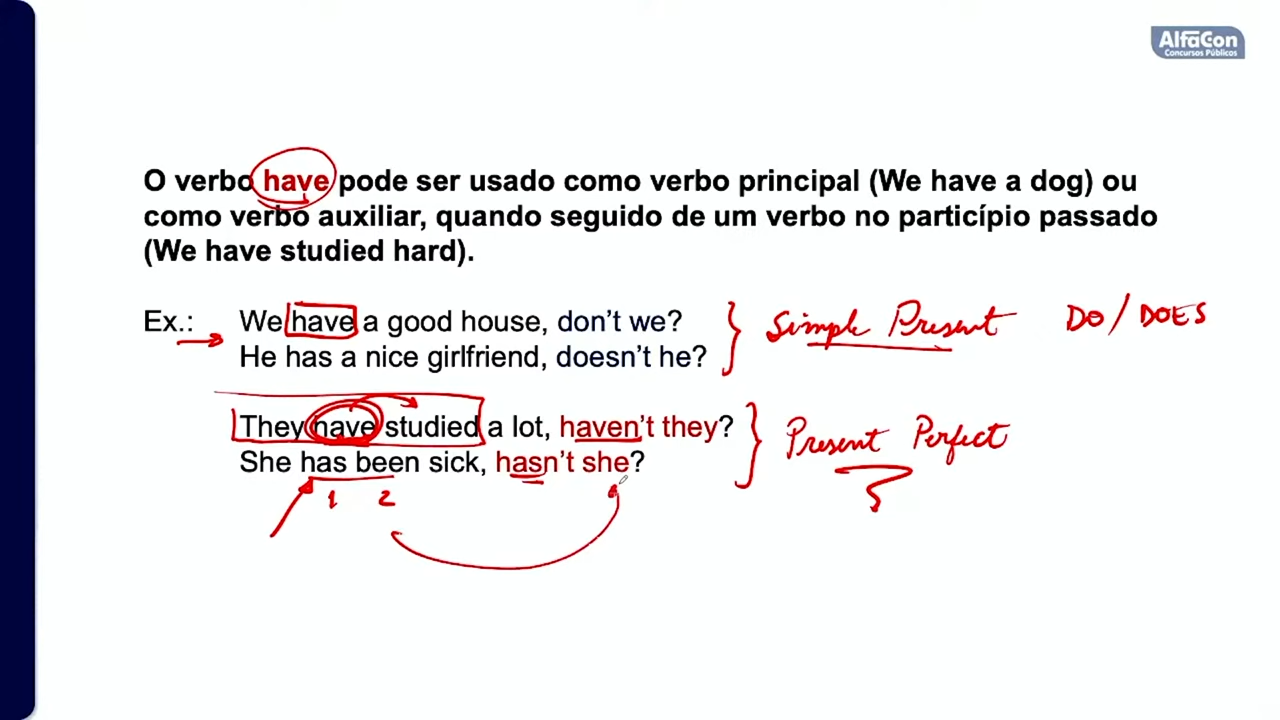 AlfaCon
Concursos Públicos
O verbo have pode ser usado como verbo principal (We have a dog) ou
como verbo auxiliar, quando seguido de um verbo no particípio passado
(We have studied hard).
Ex.: We have a good house, don't we? Simple Present DO/DOES
He has a nice girlfriend, doesn't he?
They have studied a lot, haven't they? Present Perfect
She has been sick, hasn't she?
1 2